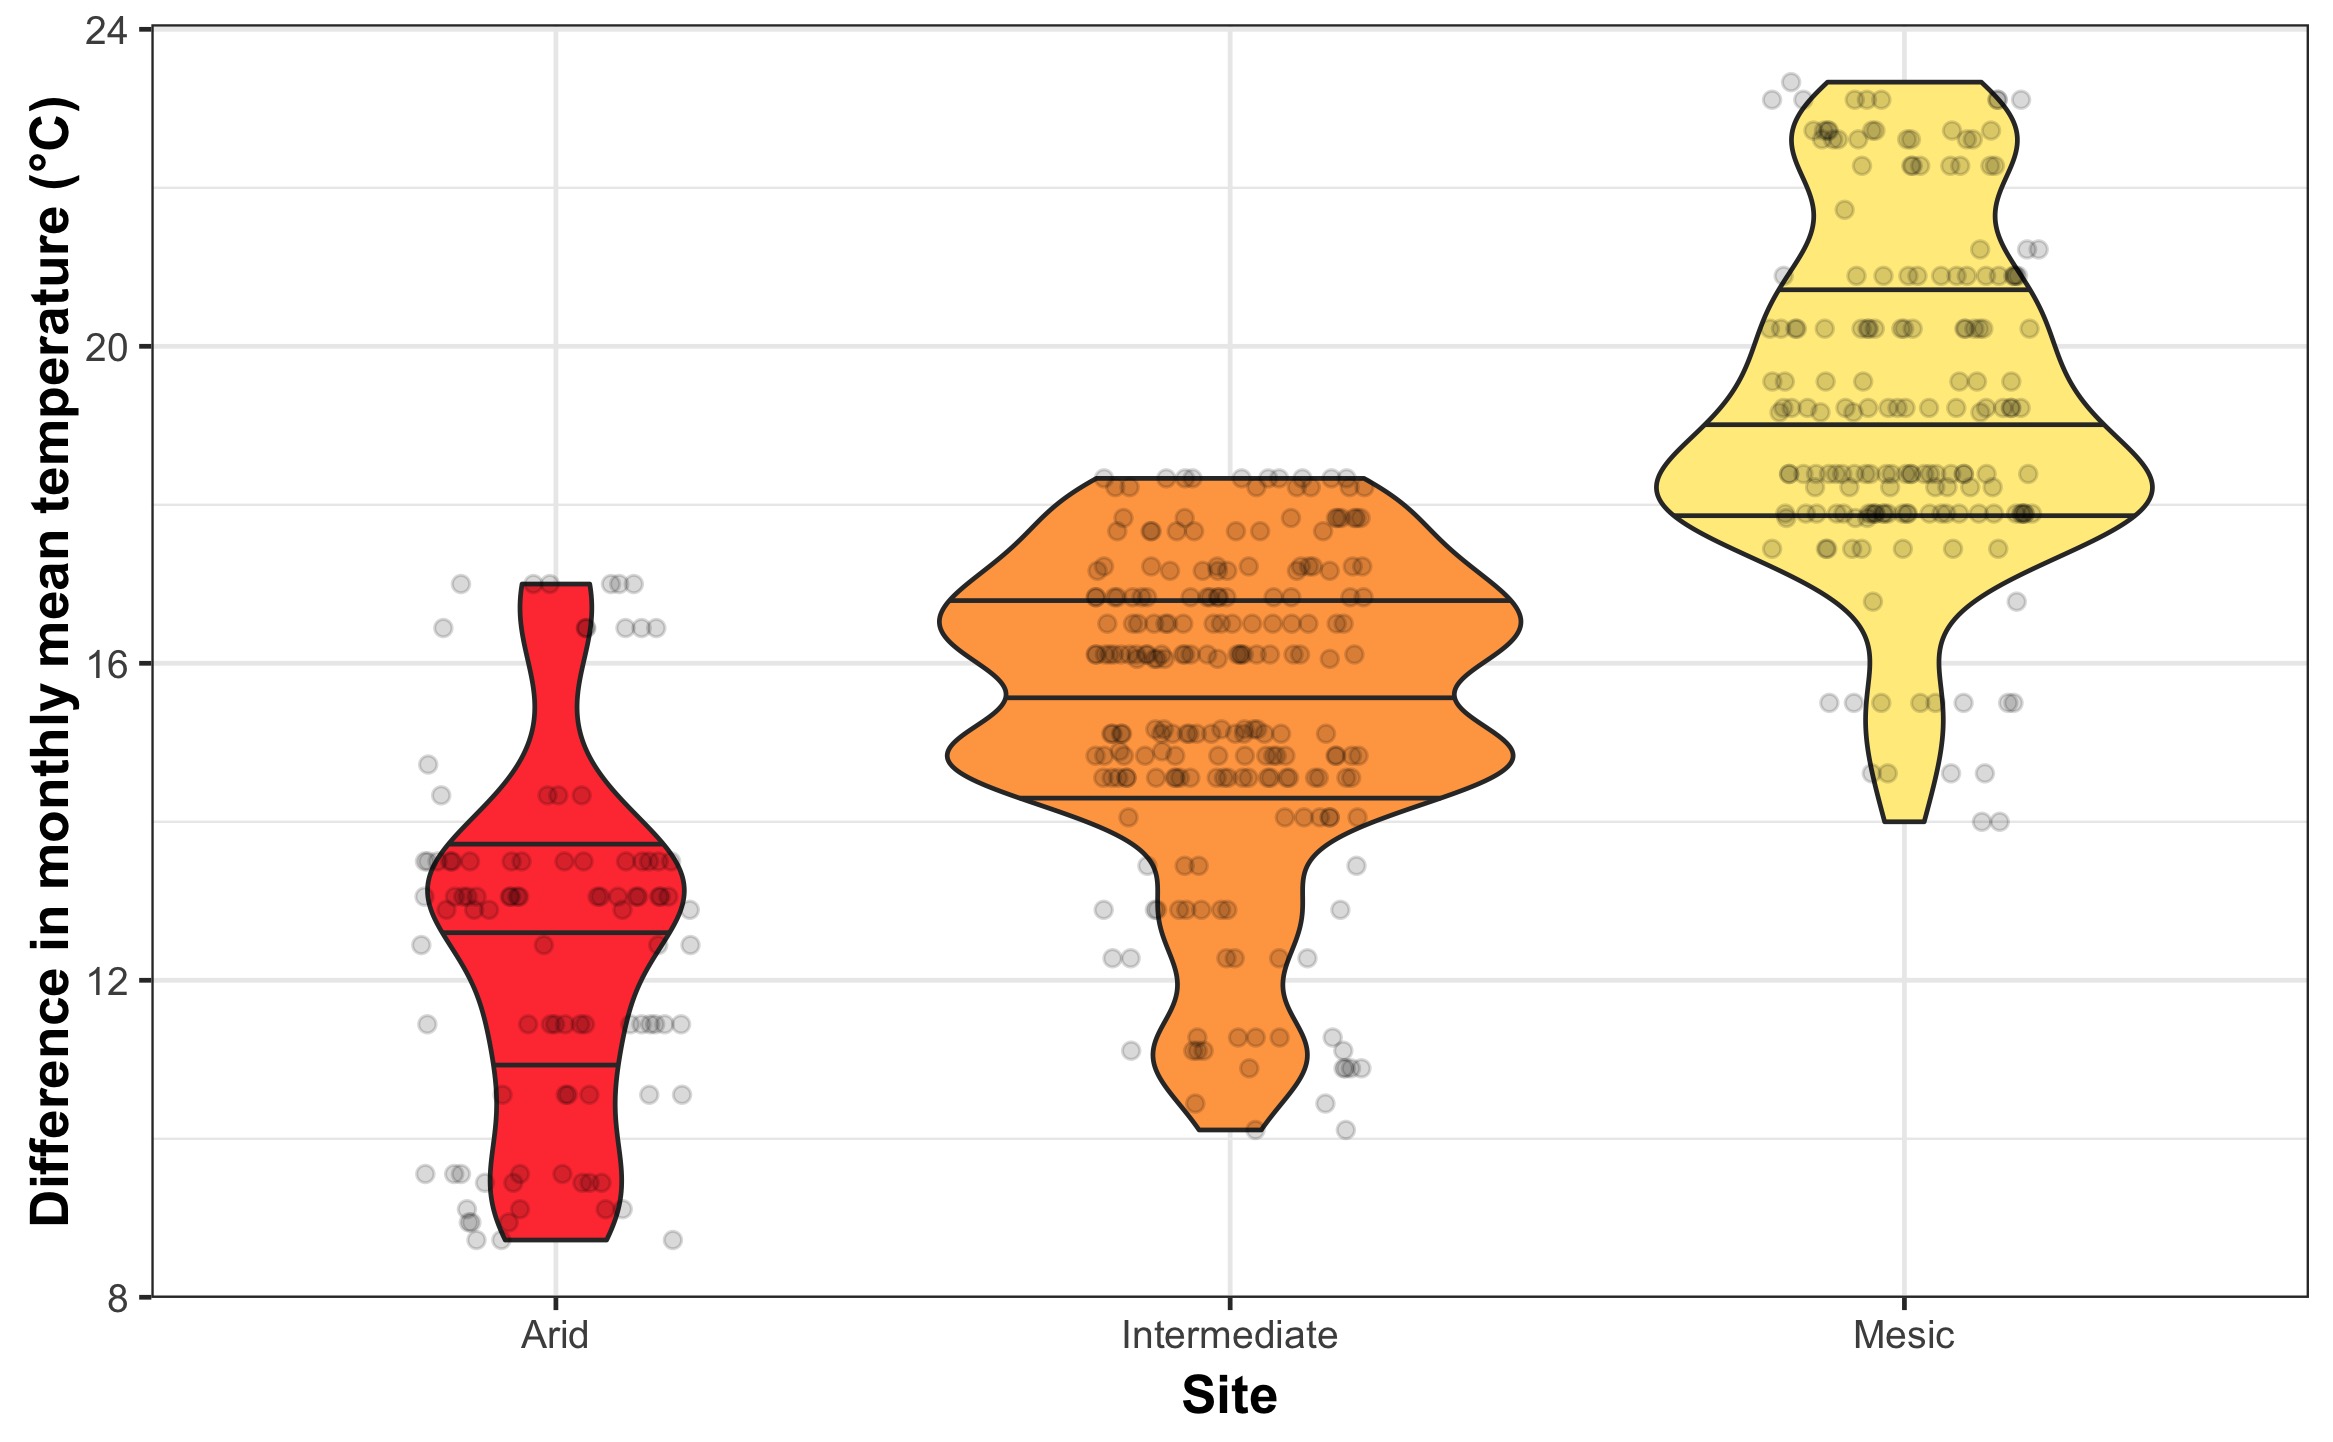 Difference in monthly mean temperature (°C)
24
20
16
12
8
Arid Intermediate Mesic
Site